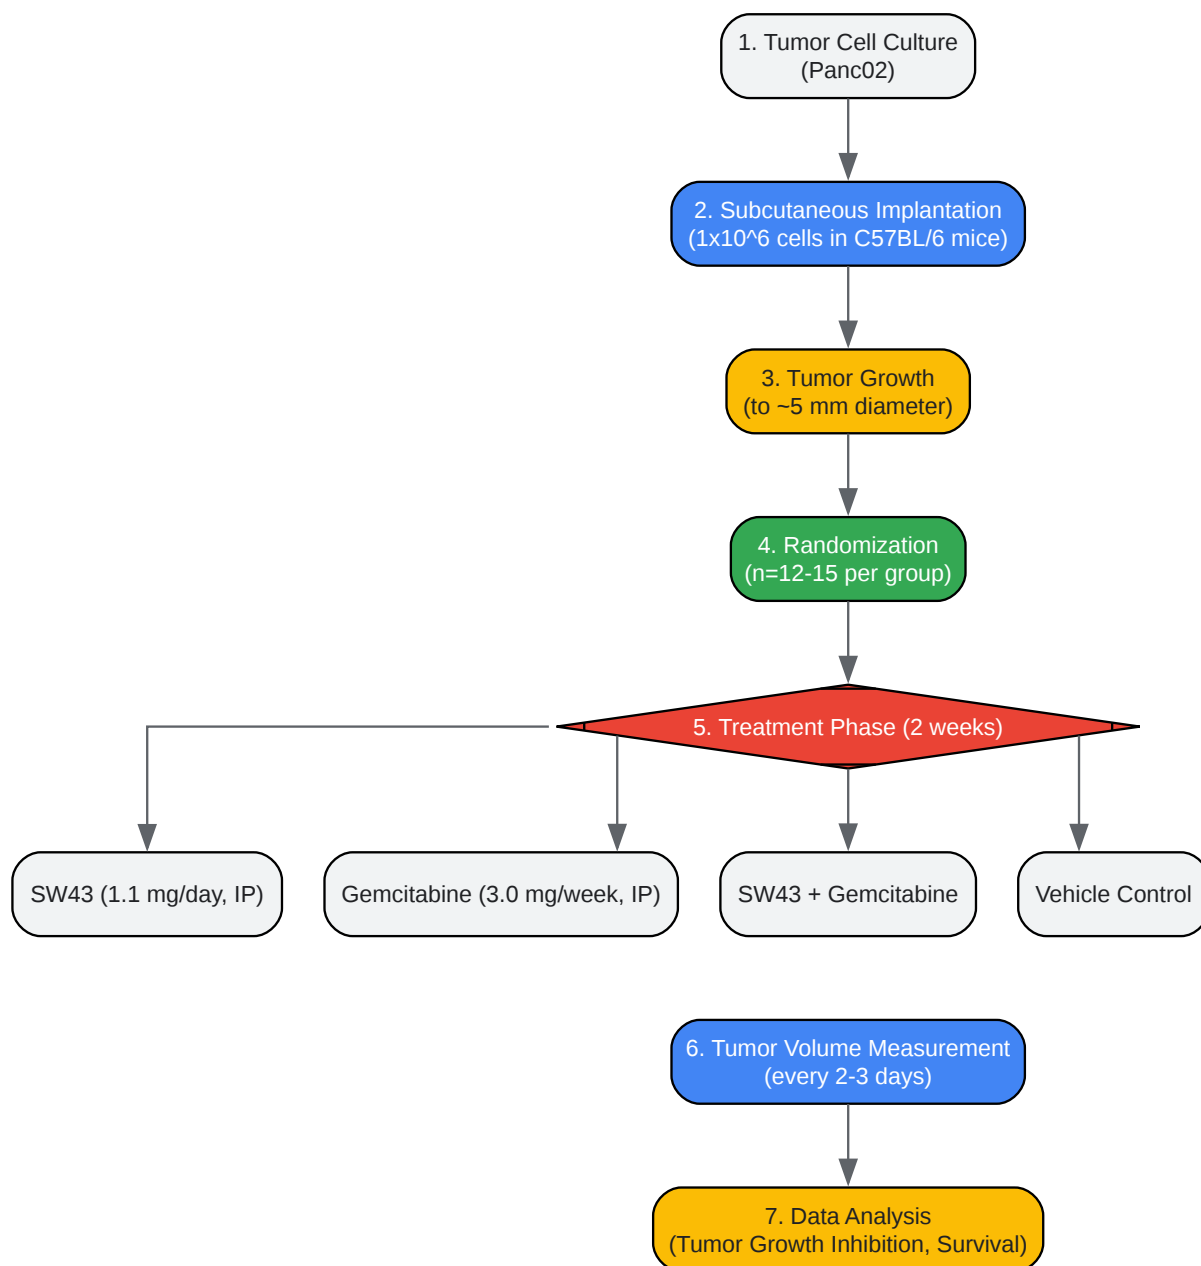 1. Tumor Cell Culture
(Panc02)
2. Subcutaneous Implantation
(1x10^6 cells in C57BL/6 mice)
3. Tumor Growth
(to ~5 mm diameter)
4. Randomization
(n=12-15 per group)
5. Treatment Phase (2 weeks)
SW43 (1.1 mg/day, IP)
Gemcitabine (3.0 mg/week, IP)
SW43 + Gemcitabine
Vehicle Control
6. Tumor Volume Measurement
(every 2-3 days)
7. Data Analysis
(Tumor Growth Inhibition, Survival)